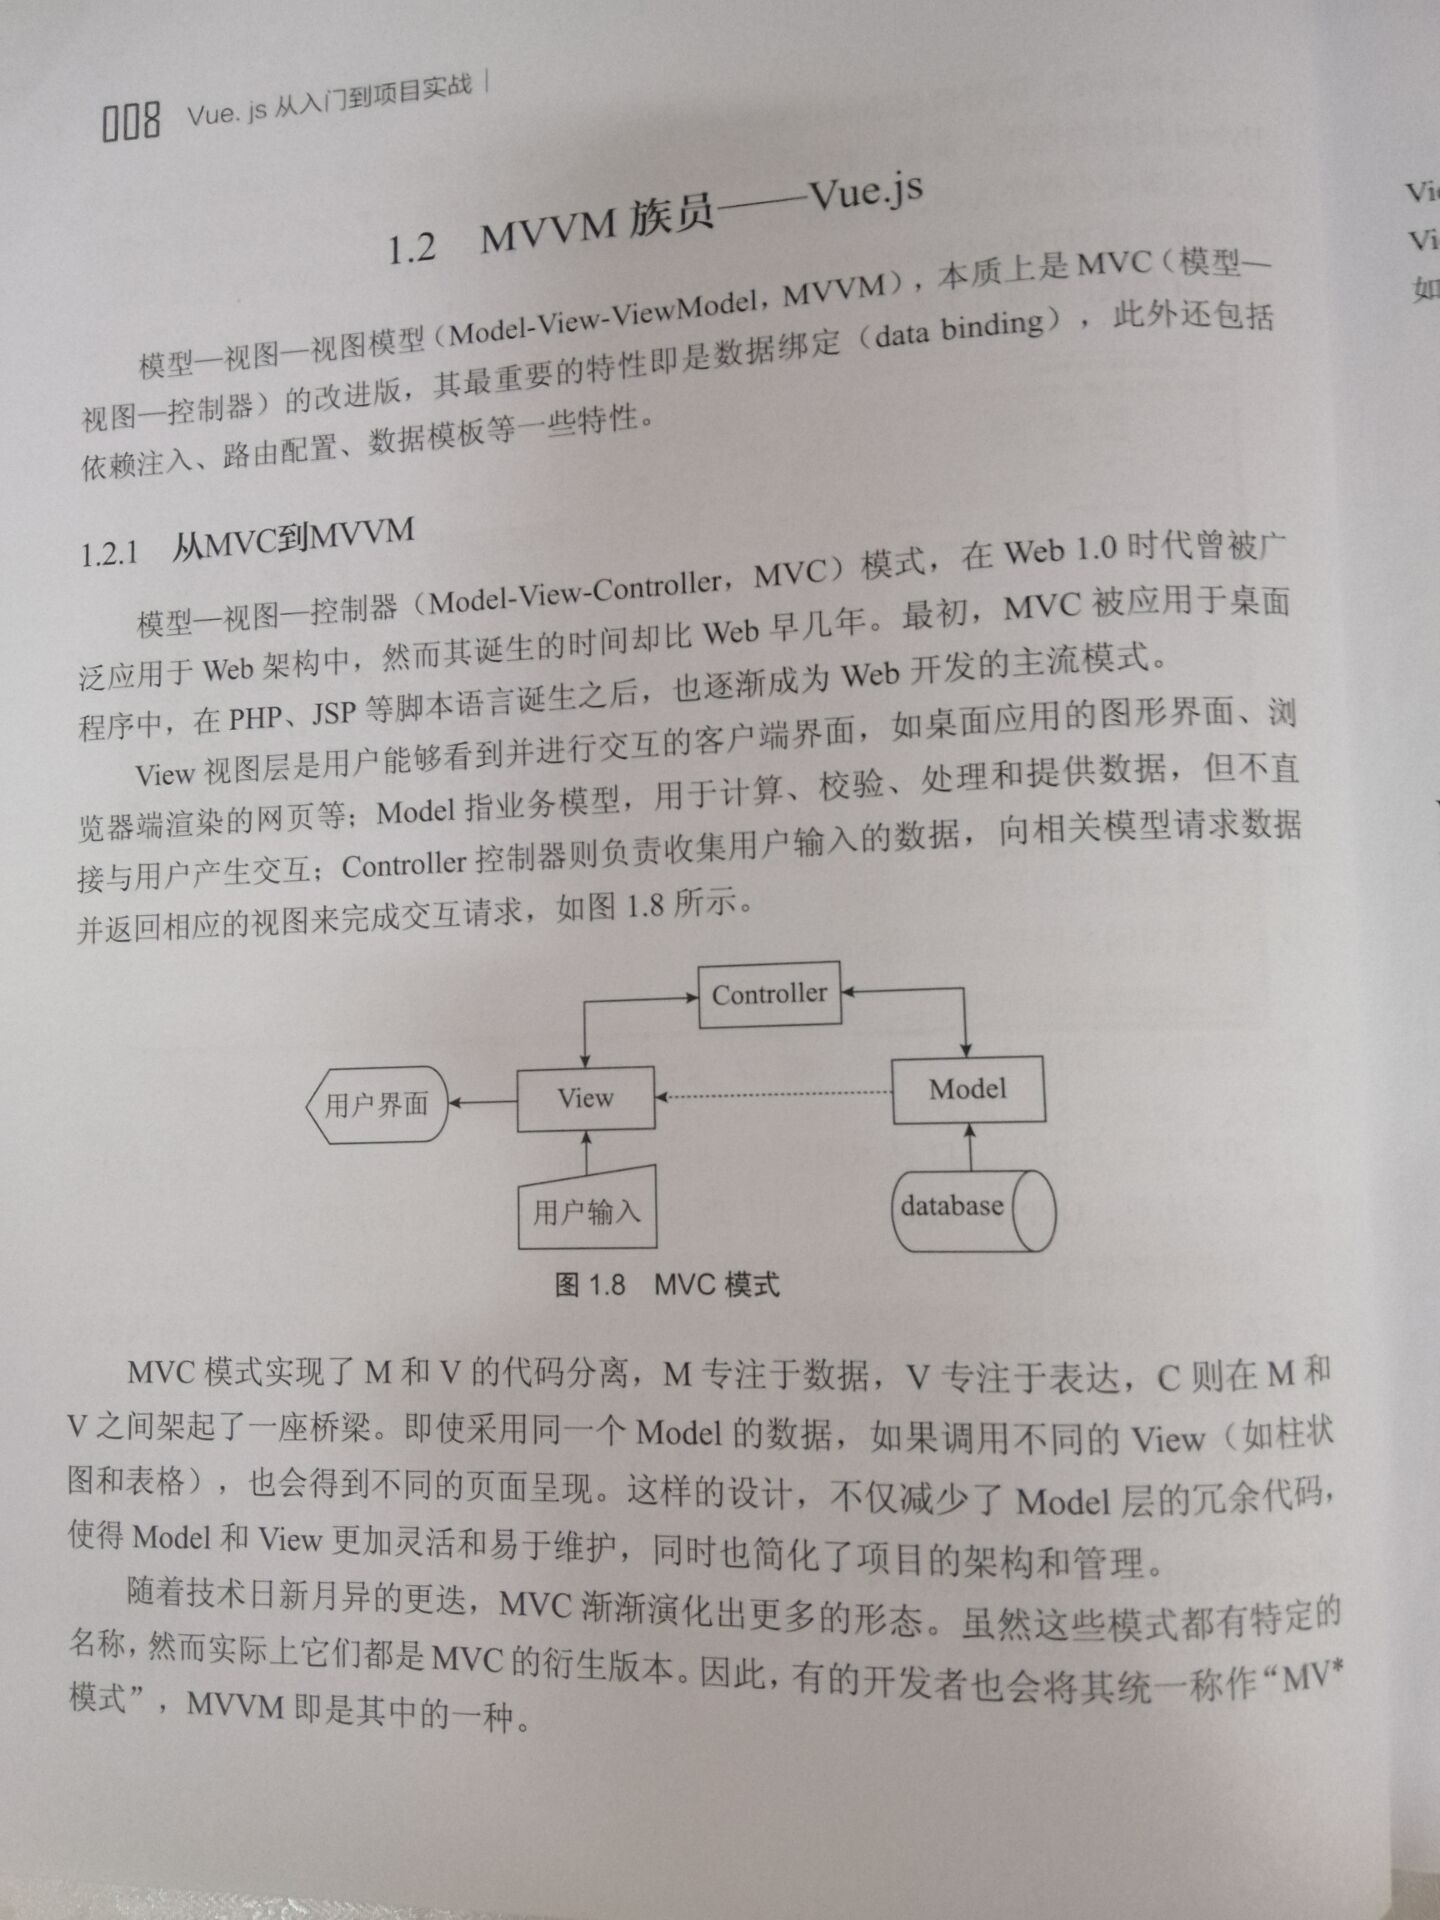 008 Vue. js 从入门到项目实战
1.2 MVVM 族员——Vue.js
模型—视图—视图模型（Model-View-ViewModel，MVVM），本质上是 MVC（模型—
视图—控制器）的改进版，其最重要的特性即是数据绑定（data binding），此外还包括
依赖注入、路由配置、数据模板等一些特性。
1.2.1 从MVC到MVVM
模型—视图—控制器（Model-View-Controller，MVC）模式，在 Web 1.0 时代曾被广
泛应用于 Web 架构中，然而其诞生的时间却比 Web 早几年。最初，MVC 被应用于桌面
程序中，在 PHP、JSP 等脚本语言诞生之后，也逐渐成为 Web 开发的主流模式。
View 视图层是用户能够看到并进行交互的客户端界面，如桌面应用的图形界面、浏
览器端渲染的网页等；Model 指业务模型，用于计算、校验、处理和提供数据，但不直
接与用户产生交互；Controller 控制器则负责收集用户输入的数据，向相关模型请求数据
并返回相应的视图来完成交互请求，如图 1.8 所示。
Controller
用户界面
View
Model
用户输入
database
图 1.8 MVC 模式
MVC 模式实现了 M 和 V 的代码分离，M 专注于数据，V 专注于表达，C 则在 M 和
V 之间架起了一座桥梁。即使采用同一个 Model 的数据，如果调用不同的 View（如柱状
图和表格），也会得到不同的页面呈现。这样的设计，不仅减少了 Model 层的冗余代码，
使得 Model 和 View 更加灵活和易于维护，同时也简化了项目的架构和管理。
随着技术日新月异的更迭，MVC 渐渐演化出更多的形态。虽然这些模式都有特定的
名称，然而实际上它们都是 MVC 的衍生版本。因此，有的开发者也会将其统一称作“MV*
模式”，MVVM 即是其中的一种。
如